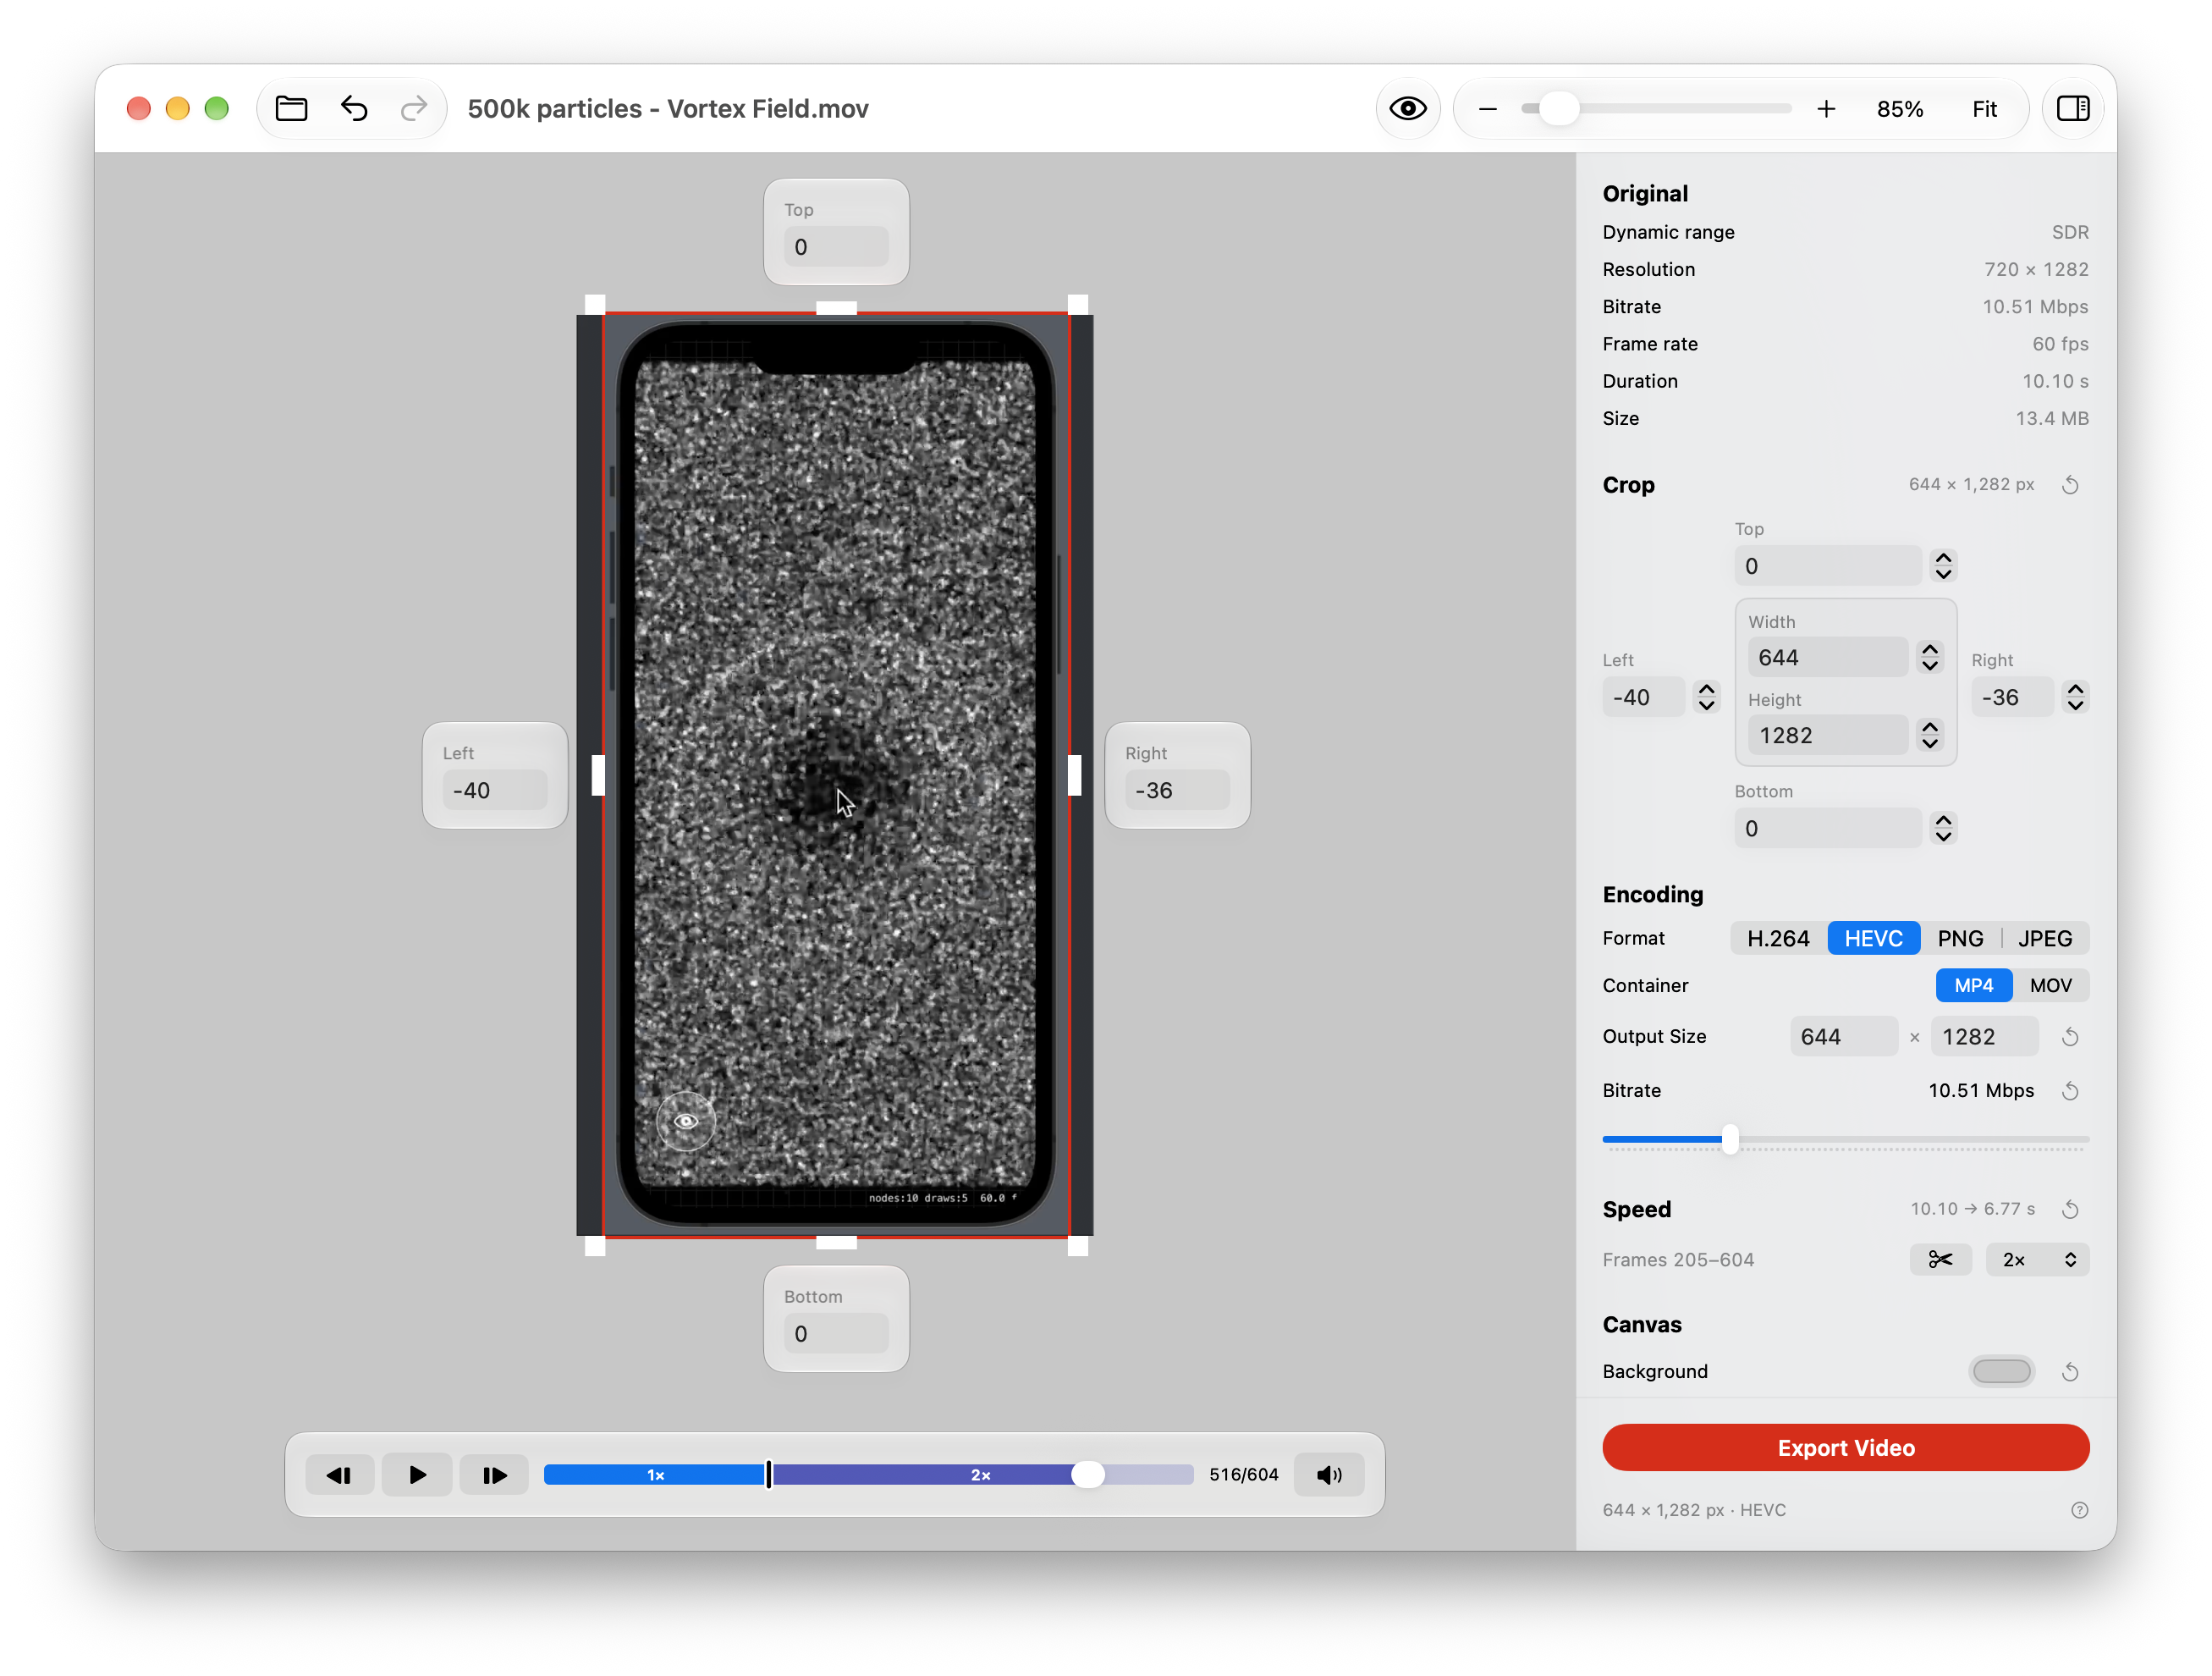 500k particles - Vortex Field.mov
85%
Fit
Top
0
Left
-40
Right
-36
nodes:10 draws:5 60.0 f
Bottom
0
1x
2x
516/604
Original
Dynamic range SDR
Resolution 720 × 1282
Bitrate 10.51 Mbps
Frame rate 60 fps
Duration 10.10 s
Size 13.4 MB
Crop 644 × 1,282 px
Top
0
Width
644
Left
-40
Height
1282
Right
-36
Bottom
0
Encoding
Format H.264 HEVC PNG JPEG
Container MP4 MOV
Output Size 644 × 1282
Bitrate 10.51 Mbps
Speed 10.10 → 6.77 s
Frames 205–604 2x
Canvas
Background
Export Video
644 × 1,282 px · HEVC